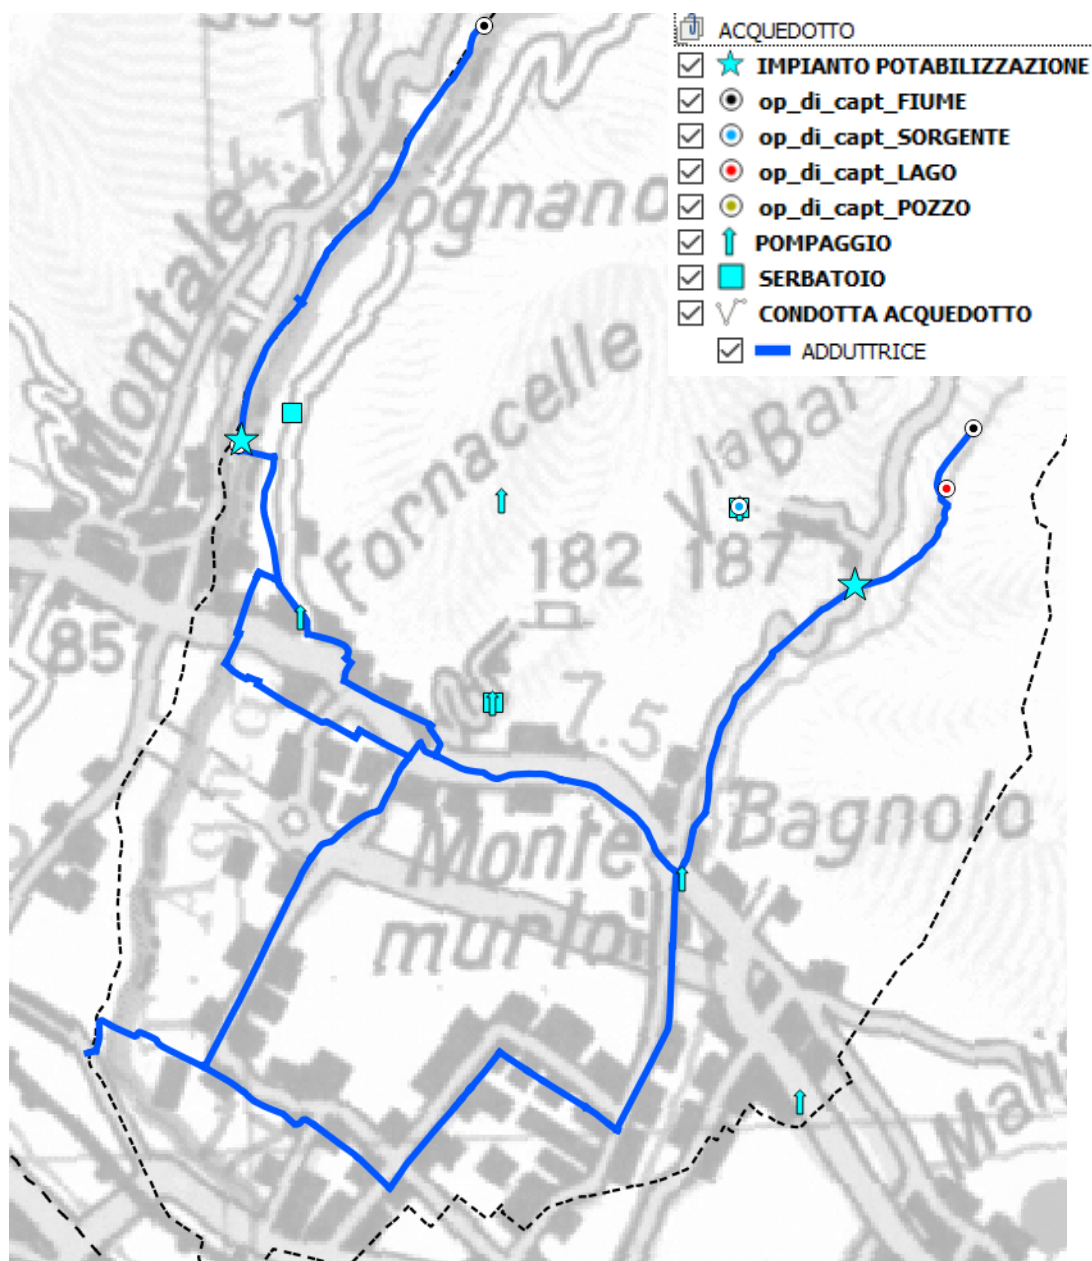 ACQUEDOTTO
IMPIANTO POTABILIZZAZIONE
op_di_capt_FIUME
op_di_capt_SORGENTE
op_di_capt_LAGO
op_di_capt_POZZO
POMPAGGIO
SERBATOIO
CONDOTTA ACQUEDOTTO
ADDUTTRICE
ognano
Montale
Fornacelle
182
187
85
7.5
Bagnolo
Monte
murlo